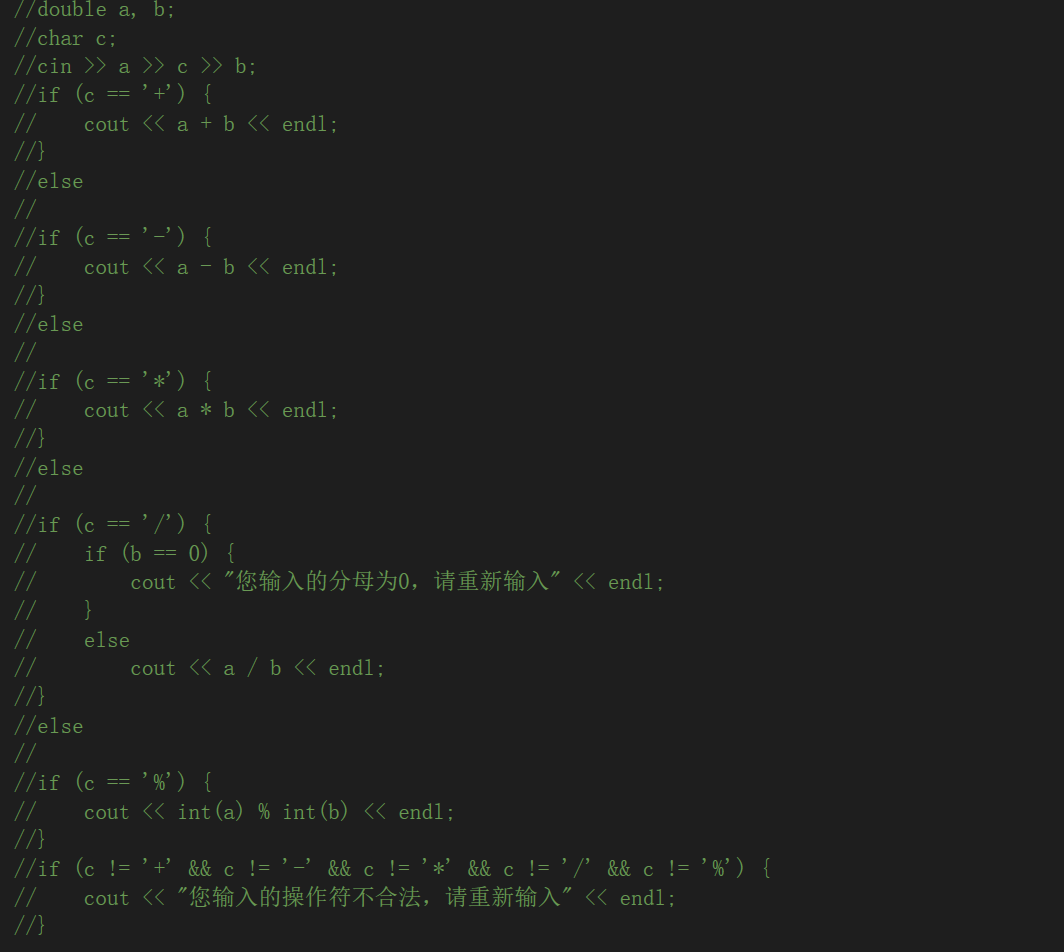 //double a, b;
//char c;
//cin >> a >> c >> b;
//if (c == '+') {
//    cout << a + b << endl;
//}
//else
//
//if (c == '-') {
//    cout << a - b << endl;
//}
//else
//
//if (c == '*') {
//    cout << a * b << endl;
//}
//else
//
//if (c == '/') {
//    if (b == 0) {
//        cout << "您输入的分母为0，请重新输入" << endl;
//    }
//    else
//        cout << a / b << endl;
//}
//else
//
//if (c == '%') {
//    cout << int(a) % int(b) << endl;
//}
//if (c != '+' && c != '-' && c != '*' && c != '/' && c != '%') {
//    cout << "您输入的操作符不合法，请重新输入" << endl;
//}